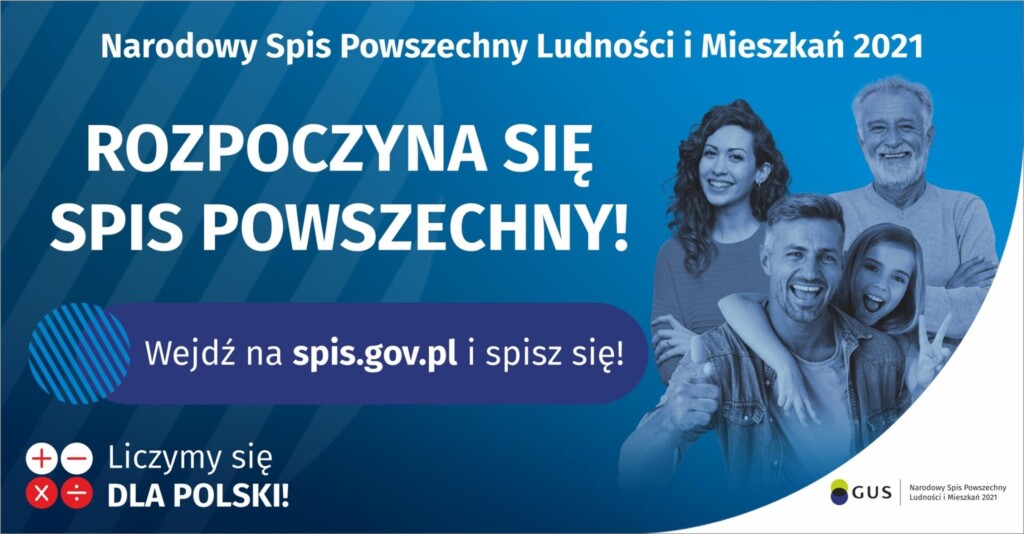 Narodowy Spis Powszechny Ludności i Mieszkań 2021
ROZPOCZYNA SIĘ
SPIS POWSZECHNY!
Wejdź na spis.gov.pl i spisz się!
Liczymy się
DLA POLSKI!
GUS
Narodowy Spis Powszechny
Ludności i Mieszkań 2021